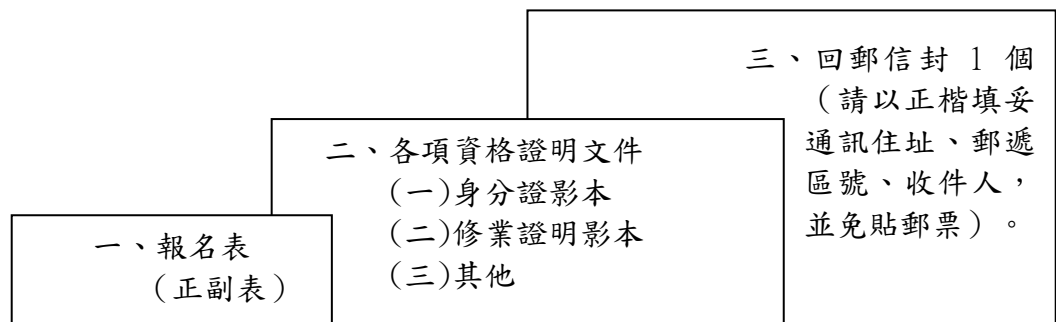 一、報名表
(正副表)
二、各項資格證明文件
(一)身分證影本
(二)修業證明影本
(三)其他
三、回郵信封 1 個
(請以正楷填妥
通訊住址、郵遞
區號、收件人,
並免貼郵票)。